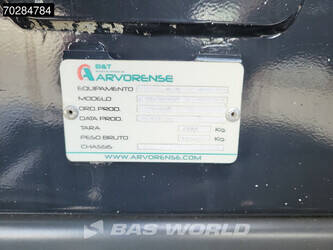 70284784
B&T
ARVORENSE
EQUIPAMENTO
MODELO
ORD. PROD.
DATA PROD.
TARA: Kg.
PESO BRUTO: Kg.
CHASSIS:
WWW.ARVORENSE.COM
BAS WORLD